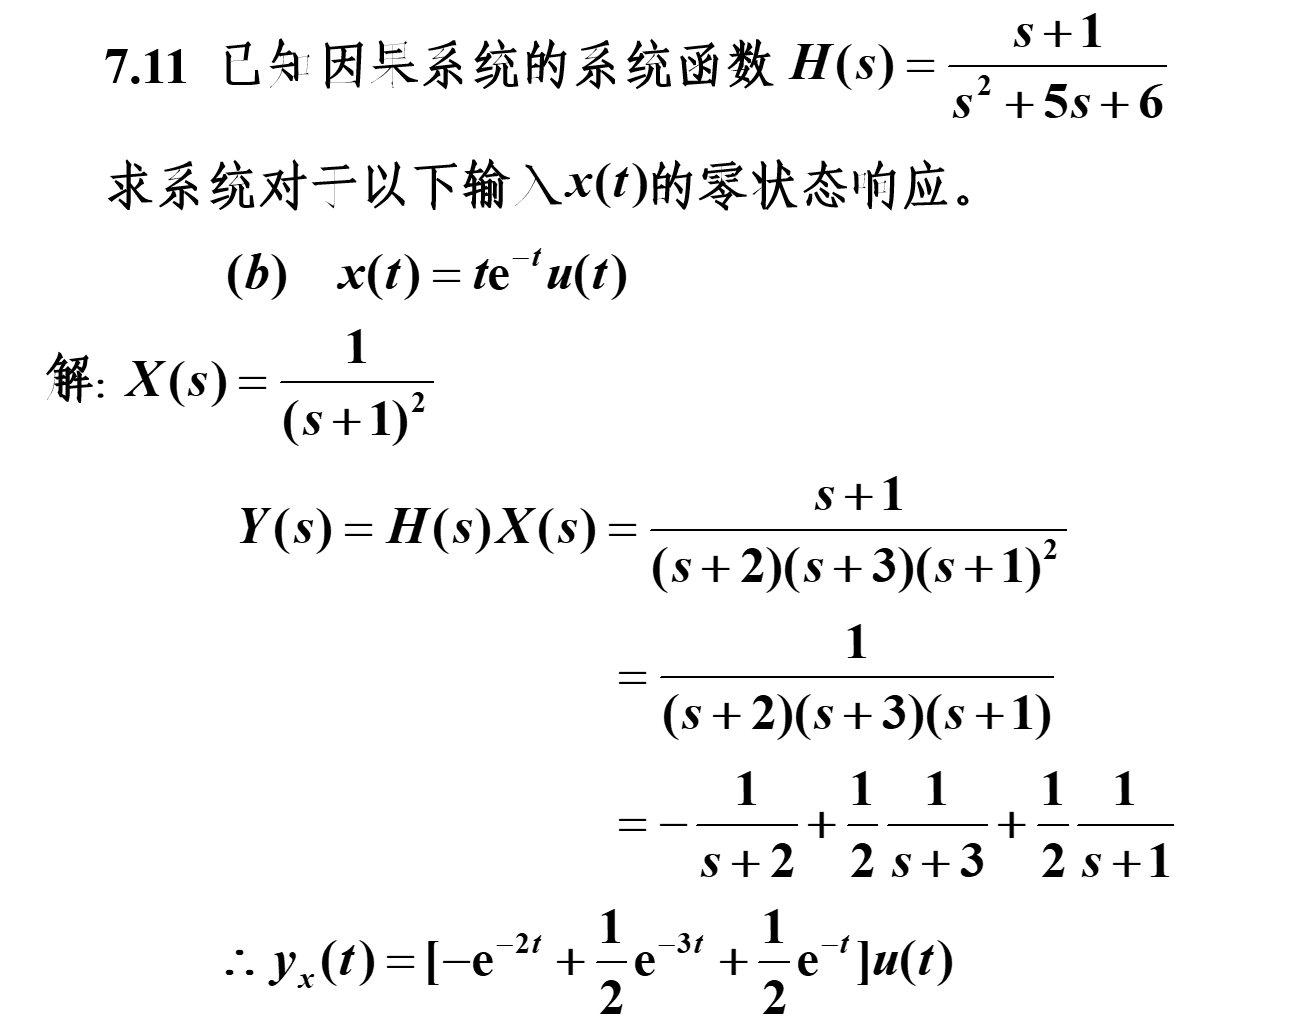 7.11 已知因果系统的系统函数 H(s) = \frac{s+1}{s^2+5s+6}
求系统对于以下输入x(t)的零状态响应。
(b) x(t) = te^{-t}u(t)
解: X(s) = \frac{1}{(s+1)^2}
Y(s) = H(s)X(s) = \frac{s+1}{(s+2)(s+3)(s+1)^2}
= \frac{1}{(s+2)(s+3)(s+1)}
= -\frac{1}{s+2} + \frac{1}{2}\frac{1}{s+3} + \frac{1}{2}\frac{1}{s+1}
∴ y_x(t) = [-e^{-2t} + \frac{1}{2}e^{-3t} + \frac{1}{2}e^{-t}]u(t)